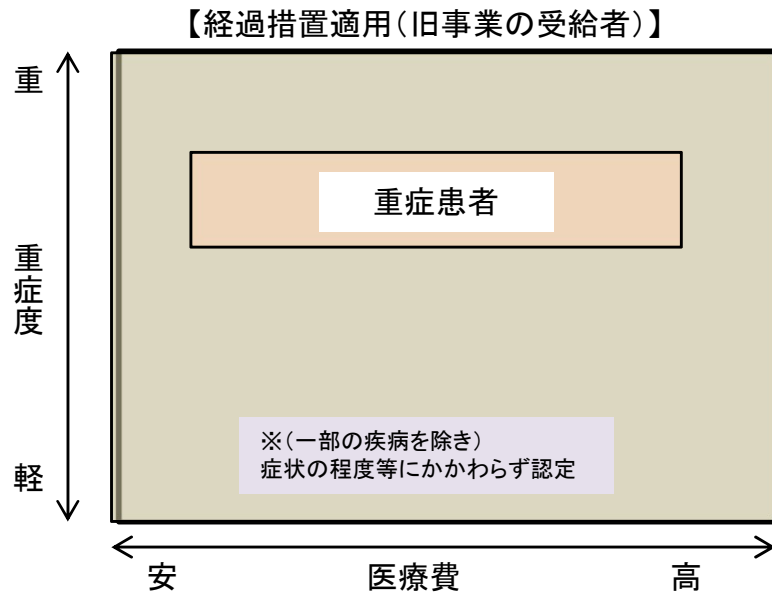 【経過措置適用(旧事業の受給者)】
重
重症患者
重症度
※(一部の疾病を除き)
症状の程度等にかかわらず認定
軽
安
医療費
高